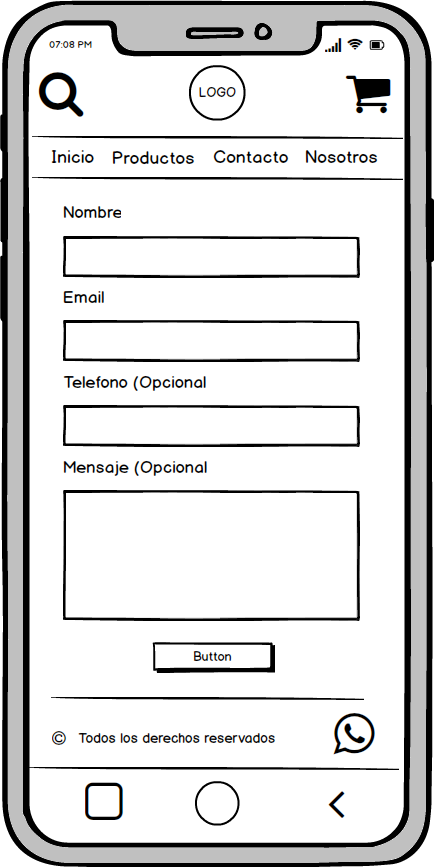 07:08 PM
LOGO
Inicio Productos Contacto Nosotros
Nombre
Email
Telefono (Opcional
Mensaje (Opcional
Button
© Todos los derechos reservados